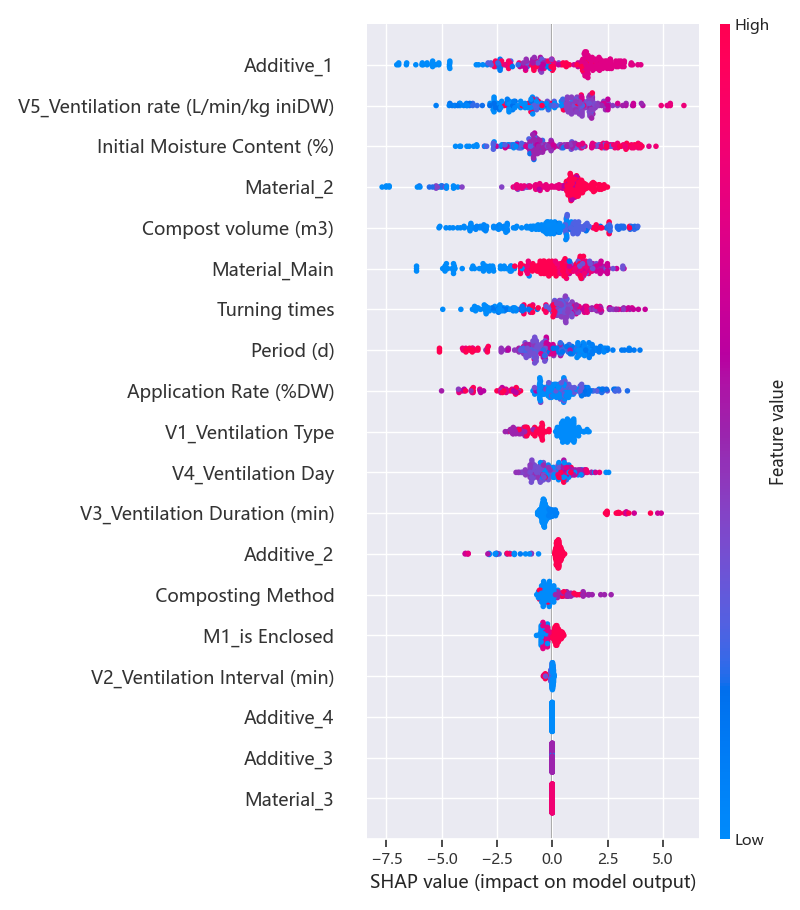 High
Additive_1
V5_Ventilation rate (L/min/kg iniDW)
Initial Moisture Content (%)
Material_2
Compost volume (m3)
Material_Main
Turning times
Period (d)
Application Rate (%DW)
V1_Ventilation Type
V4_Ventilation Day
V3_Ventilation Duration (min)
Additive_2
Composting Method
M1_is Enclosed
V2_Ventilation Interval (min)
Additive_4
Additive_3
Material_3
Feature value
Low
−7.5 −5.0 −2.5 0.0 2.5 5.0
SHAP value (impact on model output)